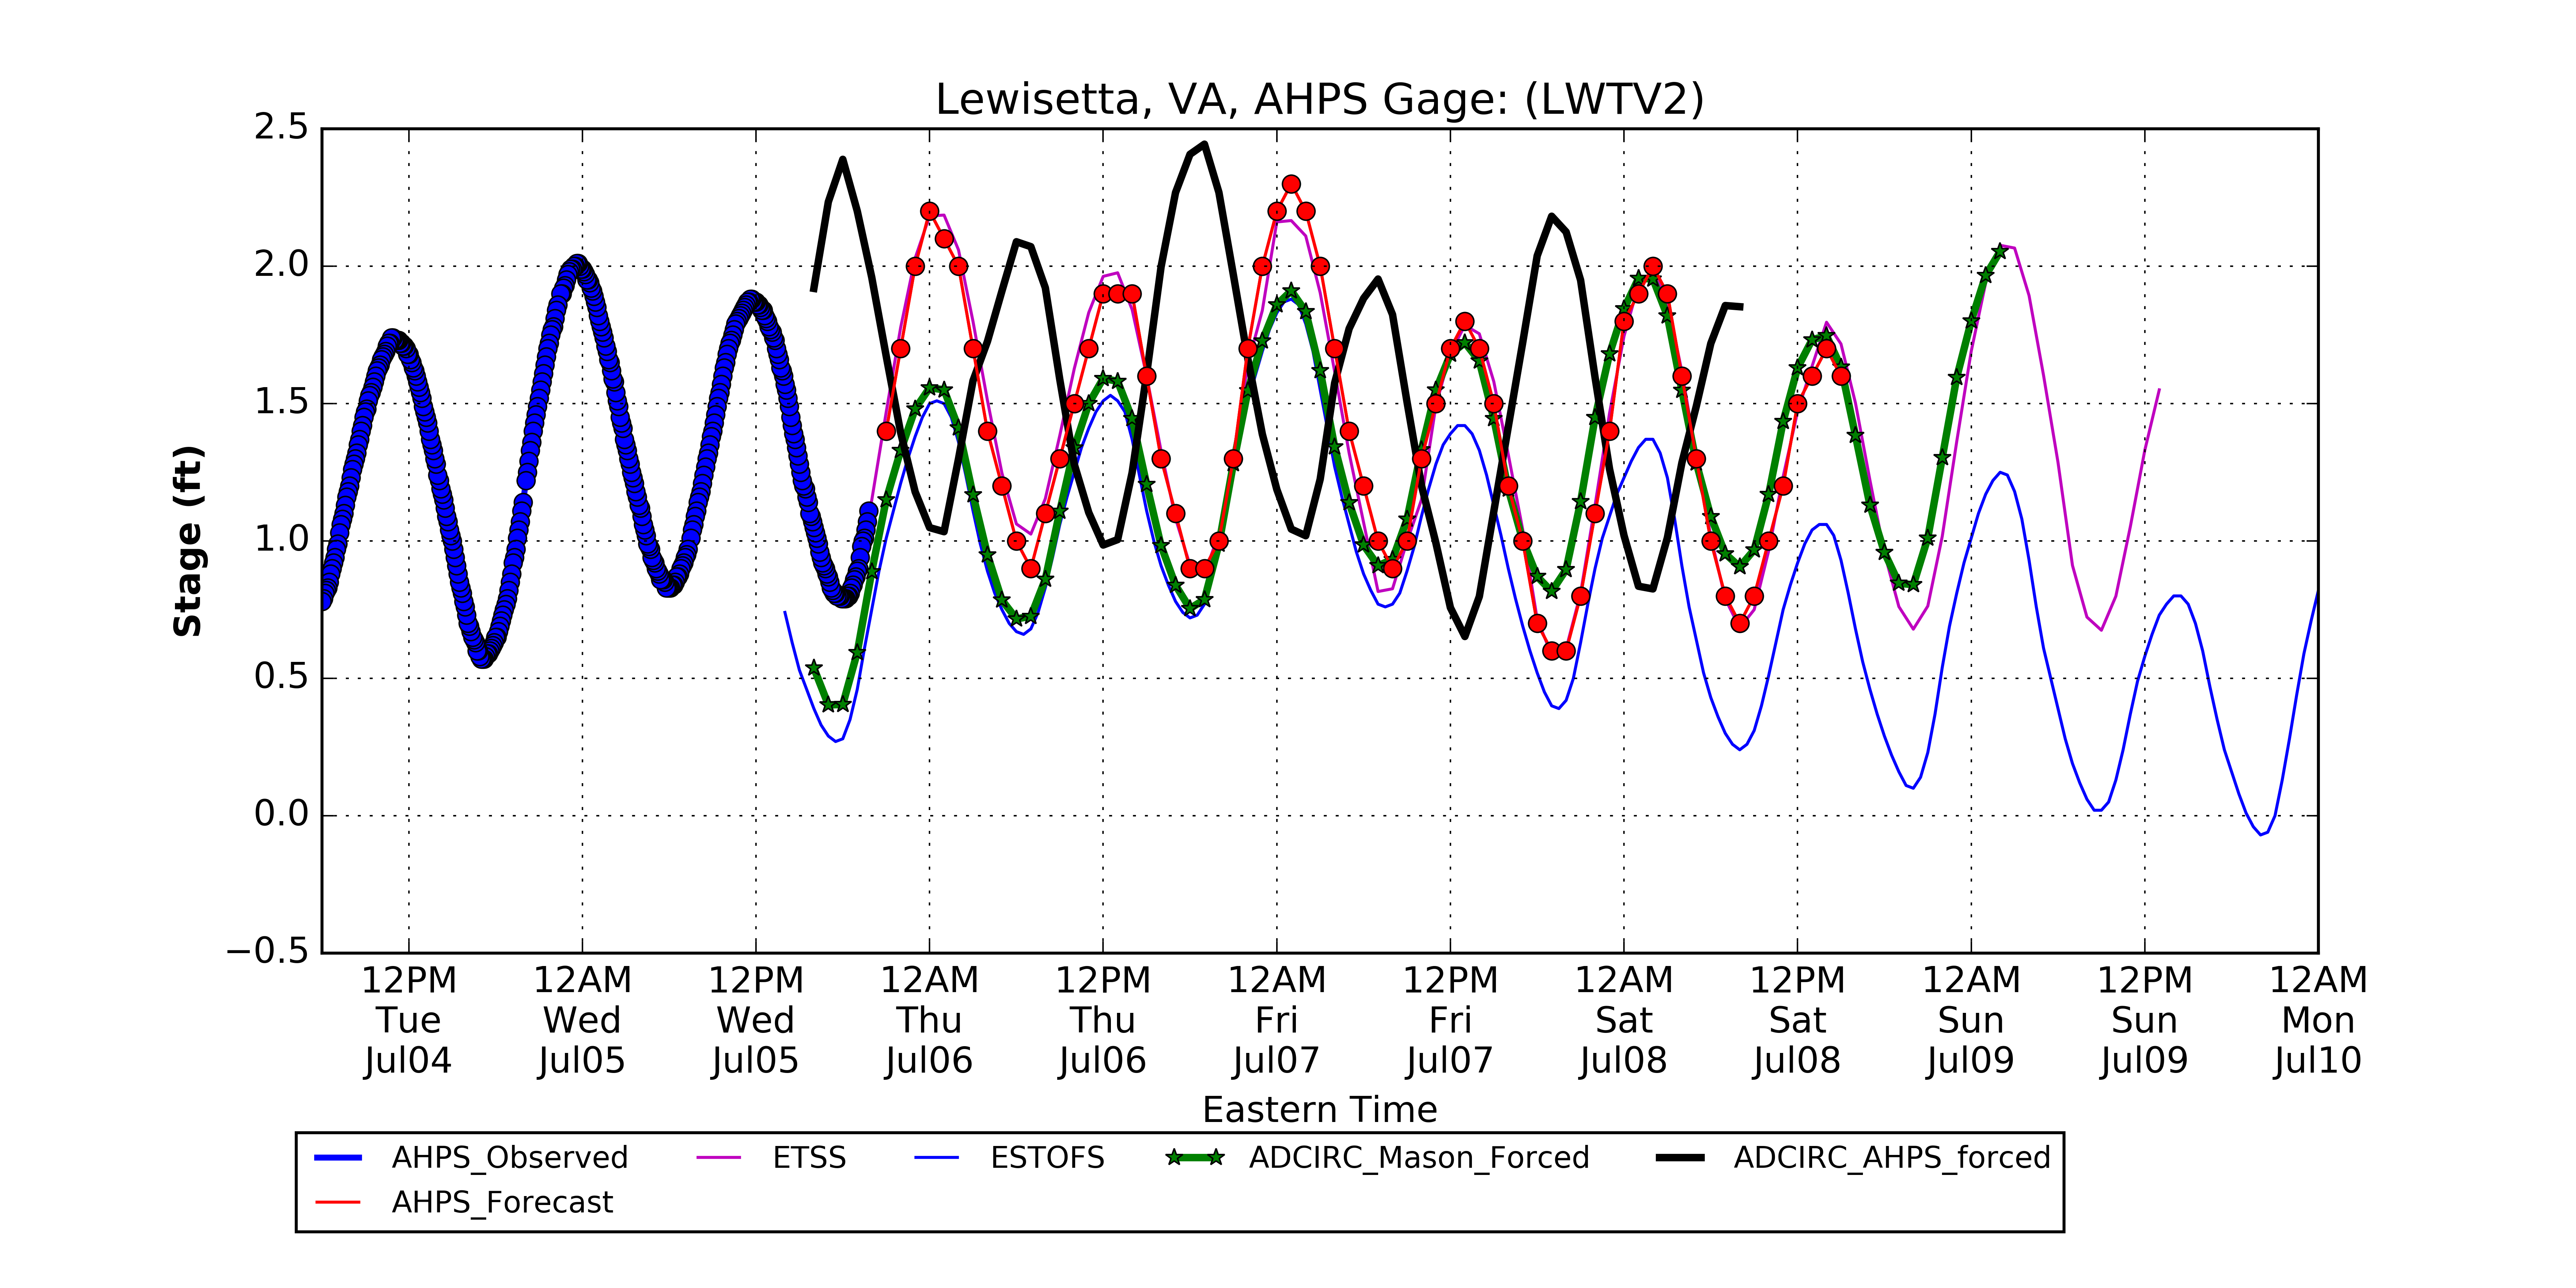 Lewisetta, VA, AHPS Gage: (LWTV2)
Stage (ft)
2.5
2.0
1.5
1.0
0.5
0.0
−0.5
12PM 12AM 12PM 12AM 12PM 12AM 12PM 12AM 12PM 12AM 12PM 12AM
Tue Wed Wed Thu Thu Fri Fri Sat Sat Sun Sun Mon
Jul04 Jul05 Jul05 Jul06 Jul06 Jul07 Jul07 Jul08 Jul08 Jul09 Jul09 Jul10
Eastern Time
AHPS_Observed ETSS ESTOFS ADCIRC_Mason_Forced ADCIRC_AHPS_forced
AHPS_Forecast